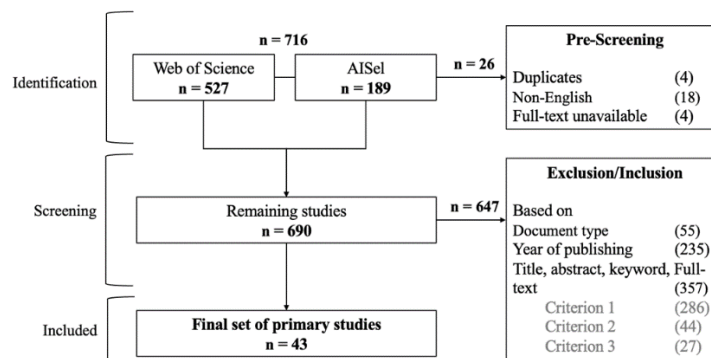 n = 716
Identification
Web of Science
n = 527
AISel
n = 189
n = 26
Pre-Screening
Duplicates (4)
Non-English (18)
Full-text unavailable (4)
Screening
Remaining studies
n = 690
n = 647
Exclusion/Inclusion
Based on
Document type (55)
Year of publishing (235)
Title, abstract, keyword, Full-
text (357)
Criterion 1 (286)
Criterion 2 (44)
Criterion 3 (27)
Included
Final set of primary studies
n = 43